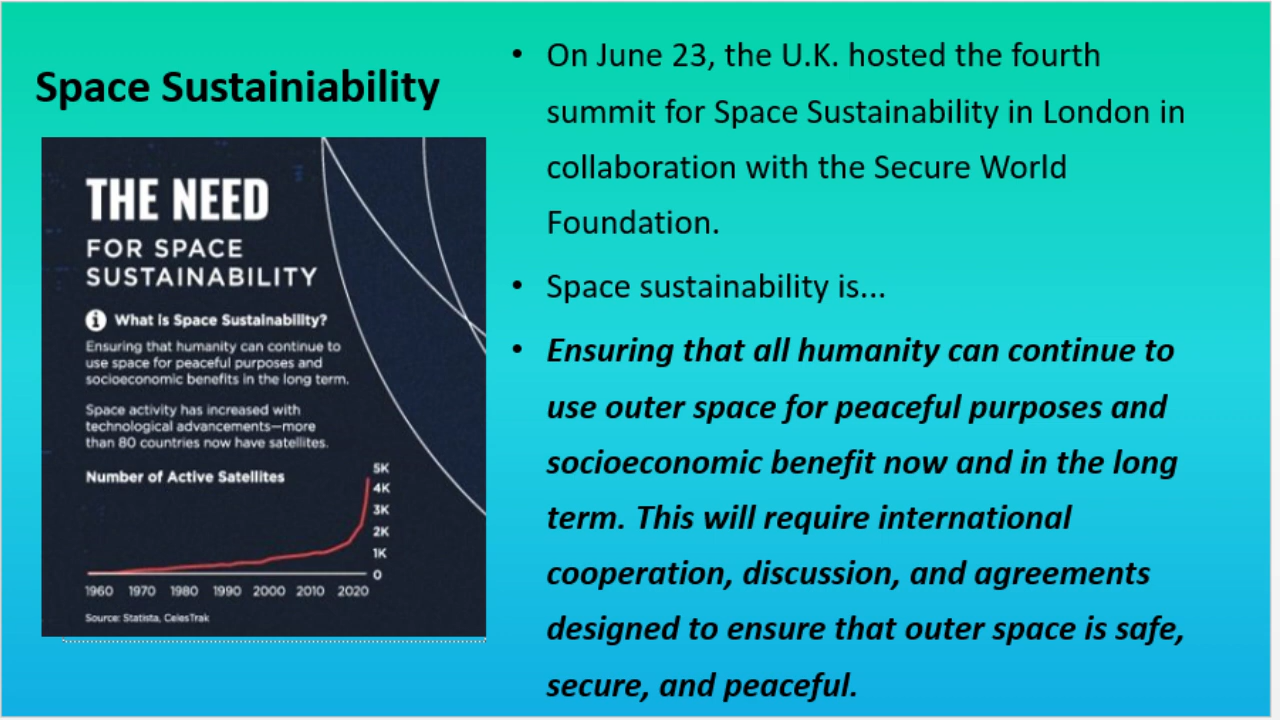 Space Sustainiability
THE NEED
FOR SPACE
SUSTAINABILITY
i What is Space Sustainability?
Ensuring that humanity can continue to
use space for peaceful purposes and
socioeconomic benefits in the long term.
Space activity has increased with
technological advancements—more
than 80 countries now have satellites.
Number of Active Satellites
5K
4K
3K
2K
1K
0
1960 1970 1980 1990 2000 2010 2020
Source: Statista, CelesTrak
• On June 23, the U.K. hosted the fourth
summit for Space Sustainability in London in
collaboration with the Secure World
Foundation.
• Space sustainability is...
• Ensuring that all humanity can continue to
use outer space for peaceful purposes and
socioeconomic benefit now and in the long
term. This will require international
cooperation, discussion, and agreements
designed to ensure that outer space is safe,
secure, and peaceful.